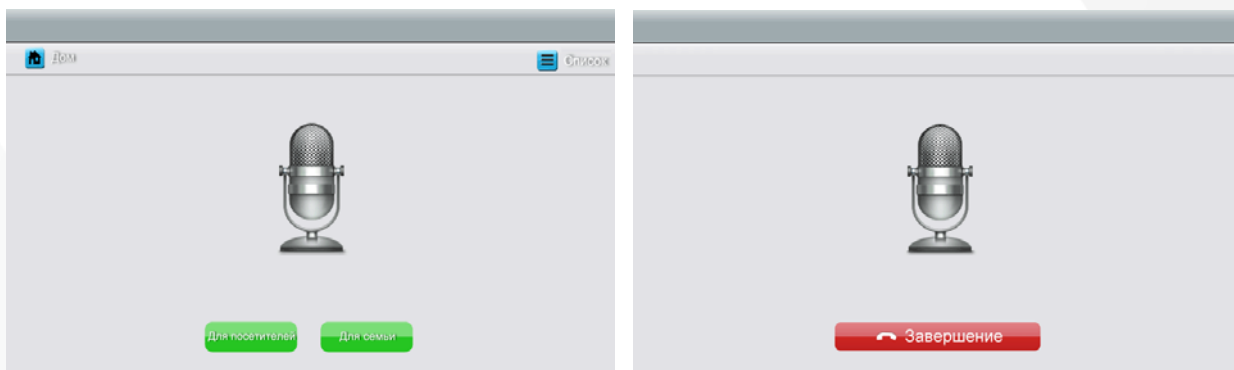 Дом
Список
Для посетителей
Для семьи
Завершение